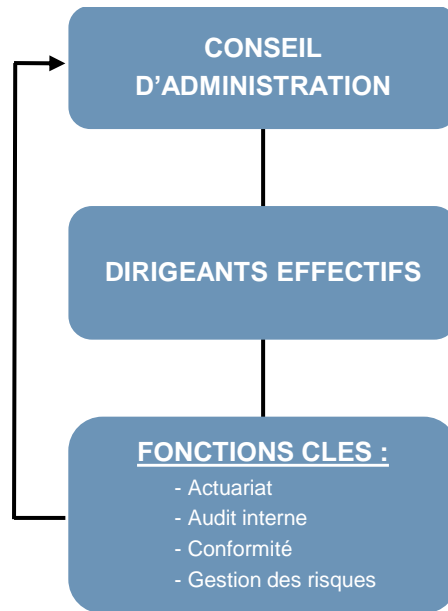 CONSEIL
D’ADMINISTRATION
DIRIGEANTS EFFECTIFS
FONCTIONS CLES :
- Actuariat
- Audit interne
- Conformité
- Gestion des risques